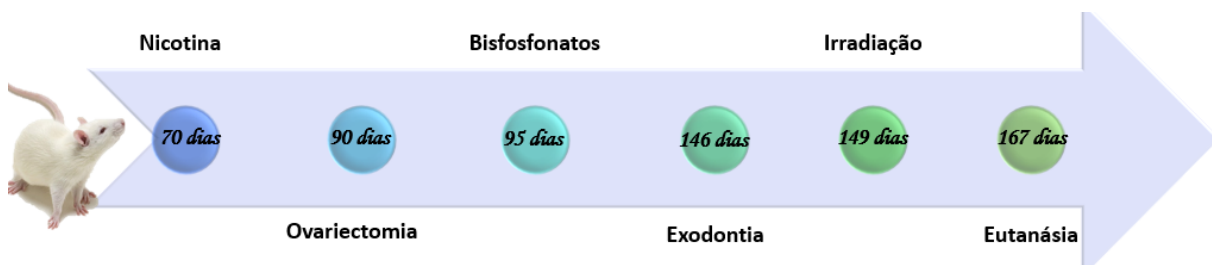 Nicotina Bisfosfonatos Irradiação
70 dias 90 dias 95 dias 146 dias 149 dias 167 dias
Ovariectomia Exodontia Eutanásia